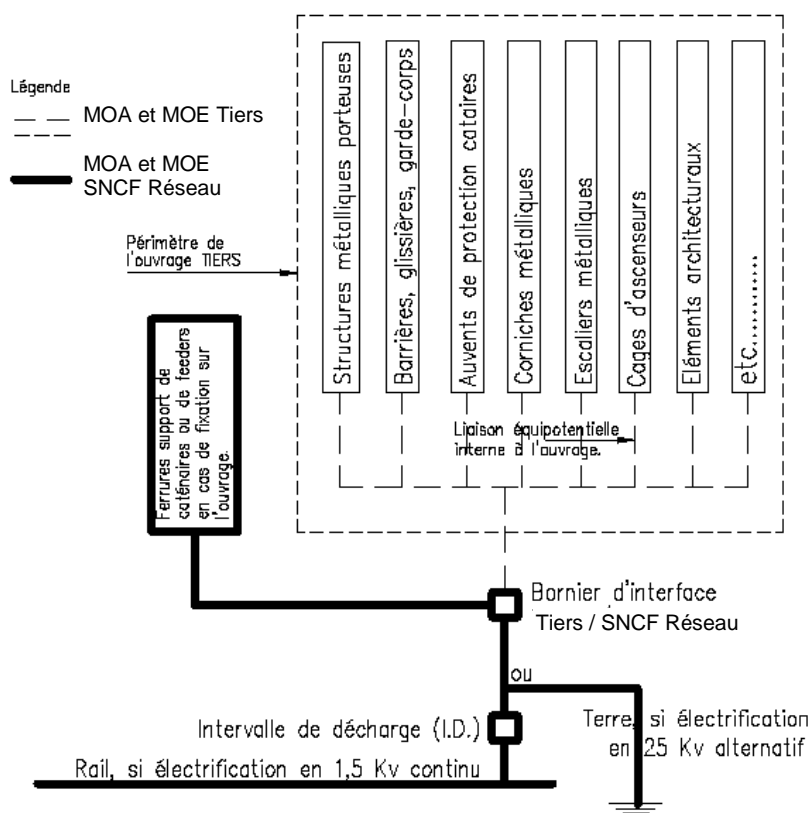 Légende
MOA et MOE Tiers
MOA et MOE
SNCF Réseau
Périmètre de
l'ouvrage TIERS
Structures métalliques porteuses
Barrières, glissières, garde-corps
Auvents de protection cataires
Corniches métalliques
Escaliers métalliques
Cages d'ascenseurs
Eléments architecturaux
etc............
Liaison équipotentielle
interne à l'ouvrage.
Ferrures support de
caténaires ou de feeders
en cas de fixation sur
l'ouvrage.
Bornier d'interface
Tiers / SNCF Réseau
ou
Intervalle de décharge (I.D.)
Terre, si électrification
en 25 Kv alternatif
Rail, si électrification en 1,5 Kv continu